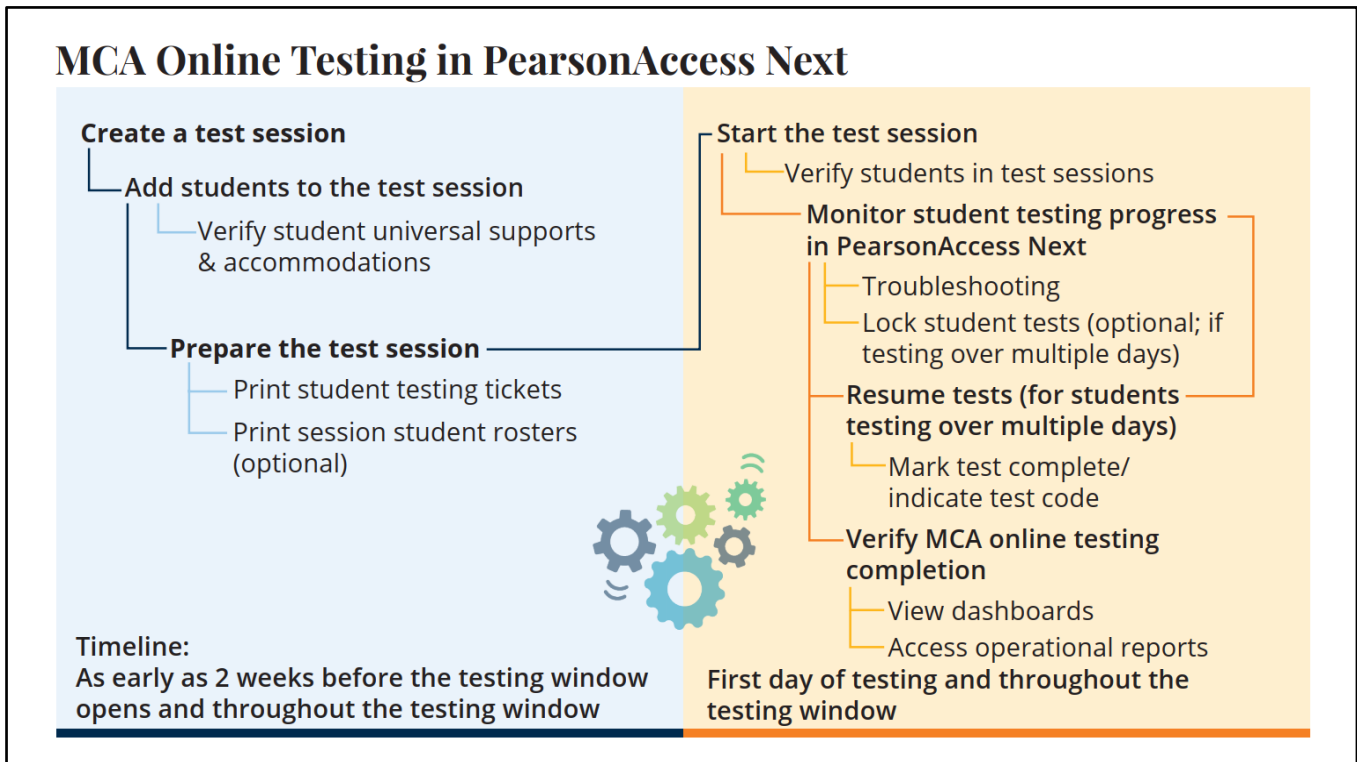 MCA Online Testing in PearsonAccess Next
Create a test session
Add students to the test session
Verify student universal supports
& accommodations
Prepare the test session
Print student testing tickets
Print session student rosters
(optional)
Timeline:
As early as 2 weeks before the testing window
opens and throughout the testing window
Start the test session
Verify students in test sessions
Monitor student testing progress
in PearsonAccess Next
Troubleshooting
Lock student tests (optional; if
testing over multiple days)
Resume tests (for students
testing over multiple days)
Mark test complete/
indicate test code
Verify MCA online testing
completion
View dashboards
Access operational reports
First day of testing and throughout the
testing window